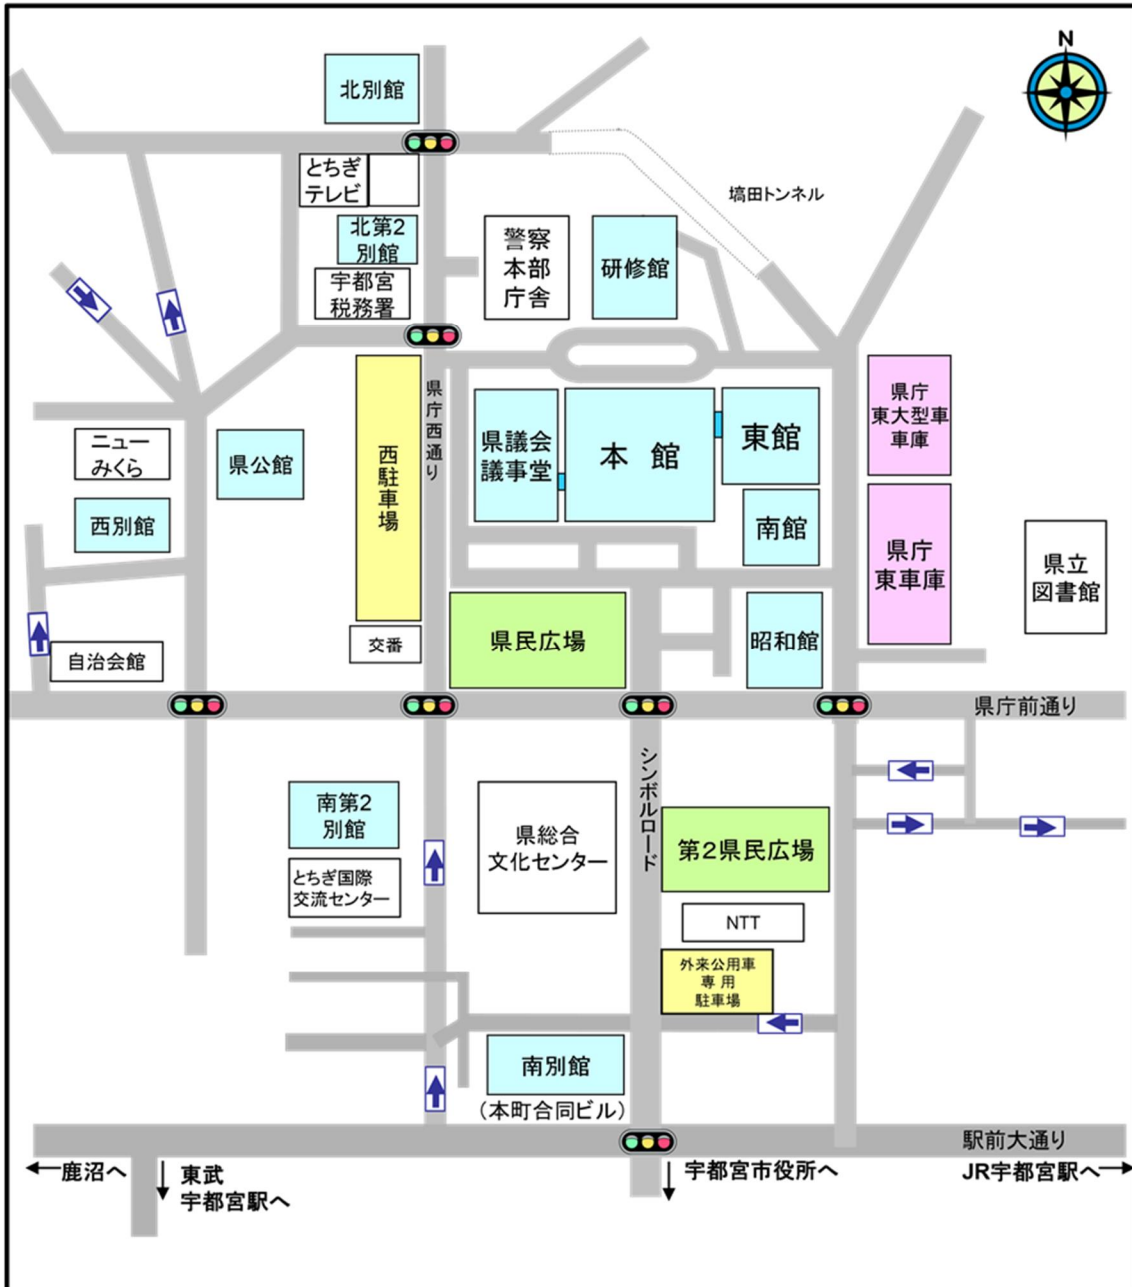 N
北別館
とちぎ
テレビ
塙田トンネル
北第2
別館
警察
本部
庁舎
研修館
宇都宮
税務署
県庁西通り
県庁
東大型車
車庫
ニュー
みくら
県公館
西駐車場
県議会
議事堂
本 館
東館
西別館
南館
県庁
東車庫
県立
図書館
自治会館
交番
県民広場
昭和館
県庁前通り
シンボルロード
南第2
別館
県総合
文化センター
第2県民広場
とちぎ国際
交流センター
NTT
外来公用車
専 用
駐車場
南別館
(本町合同ビル)
駅前大通り
鹿沼へ
東武
宇都宮駅へ
宇都宮市役所へ
JR宇都宮駅へ